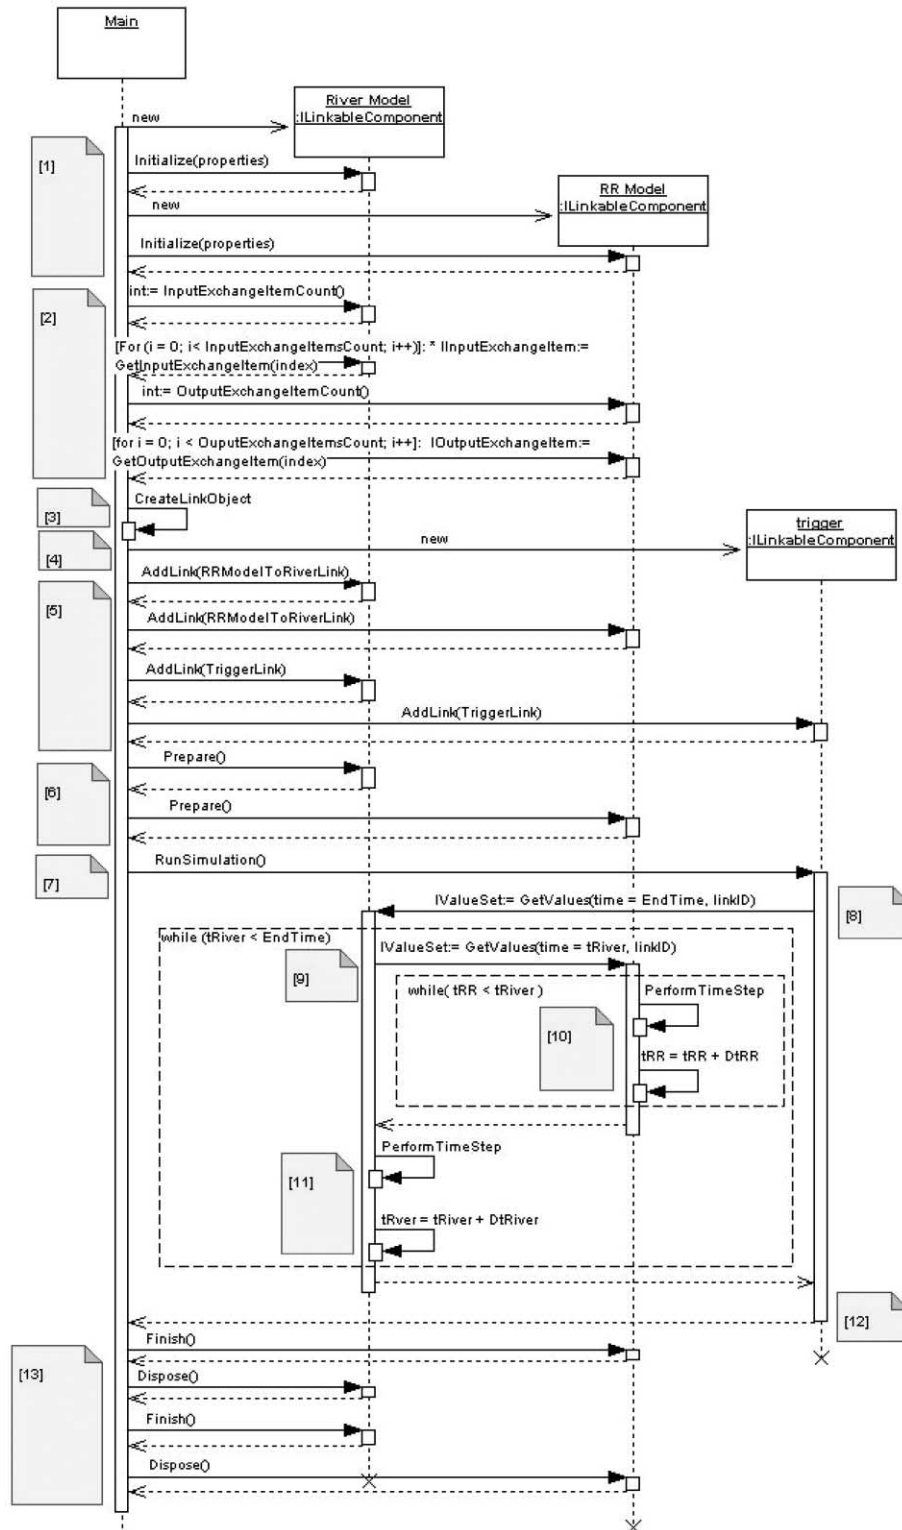 Main
River Model
:ILinkableComponent
new
[1]
Initialize(properties)
RR Model
:ILinkableComponent
new
Initialize(properties)
int:= InputExchangeItemCount()
[2]
[For (i = 0; i< InputExchangeItemsCount; i++)]: * IInputExchangeItem:=
GetInputExchangeItem(index)
int:= OutputExchangeItemCount()
[for i = 0; i < OuputExchangeItemsCount; i++]: IOutputExchangeItem:=
GetOutputExchangeItem(index)
CreateLinkObject
[3]
trigger
:ILinkableComponent
new
[4]
AddLink(RRModelToRiverLink)
[5]
AddLink(RRModelToRiverLink)
AddLink(TriggerLink)
AddLink(TriggerLink)
Prepare()
[6]
Prepare()
RunSimulation()
[7]
IValueSet:= GetValues(time = EndTime, linkID)
[8]
while (tRiver < EndTime)
IValueSet:= GetValues(time = tRiver, linkID)
[9]
while( tRR < tRiver )
PerformTimeStep
[10]
tRR = tRR + DtRR
PerformTimeStep
[11]
tRver = tRiver + DtRiver
[12]
Finish()
[13]
Dispose()
Finish()
Dispose()